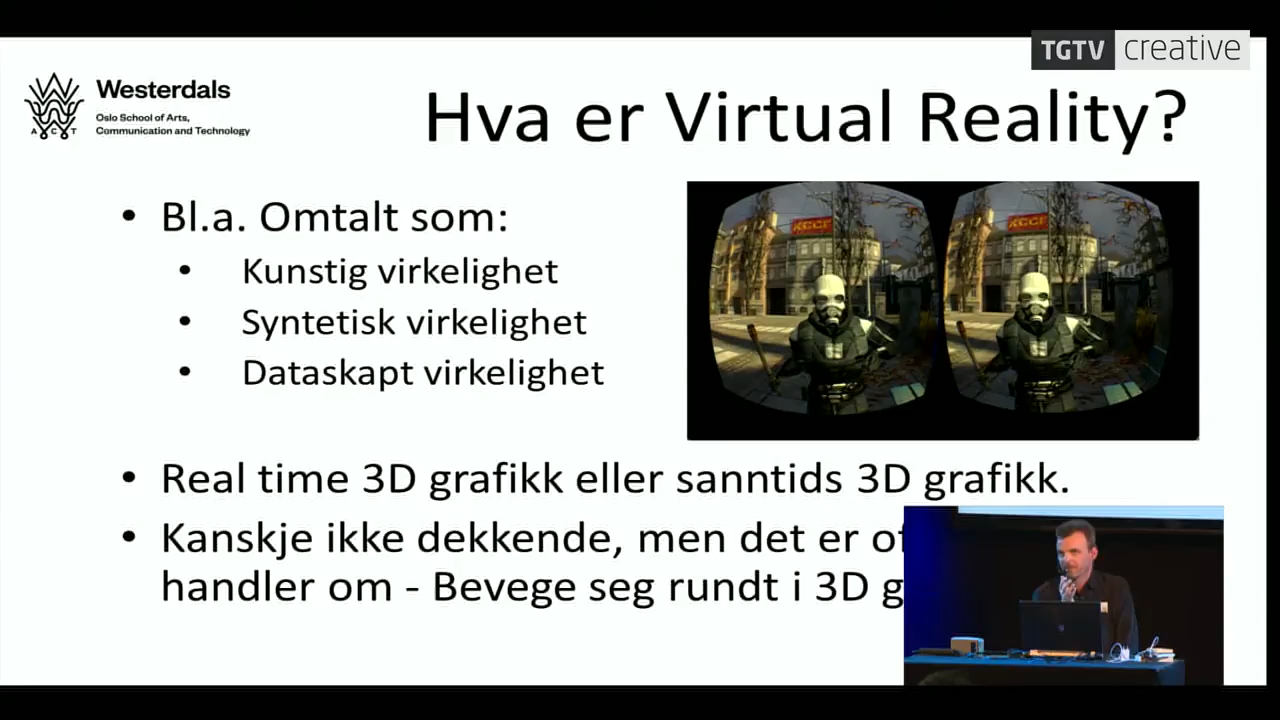 TGTV creative
Westerdals
Oslo School of Arts,
Communication and Technology
A C T
Hva er Virtual Reality?
• Bl.a. Omtalt som:
• Kunstig virkelighet
• Syntetisk virkelighet
• Dataskapt virkelighet
• Real time 3D grafikk eller sanntids 3D grafikk.
• Kanskje ikke dekkende, men det er
handler om - Bevege seg rundt i 3D